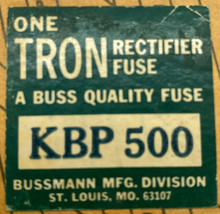 ONE
TRON RECTIFIER
FUSE
A BUSS QUALITY FUSE
KBP 500
BUSSMANN MFG. DIVISION
ST. LOUIS, MO. 63107